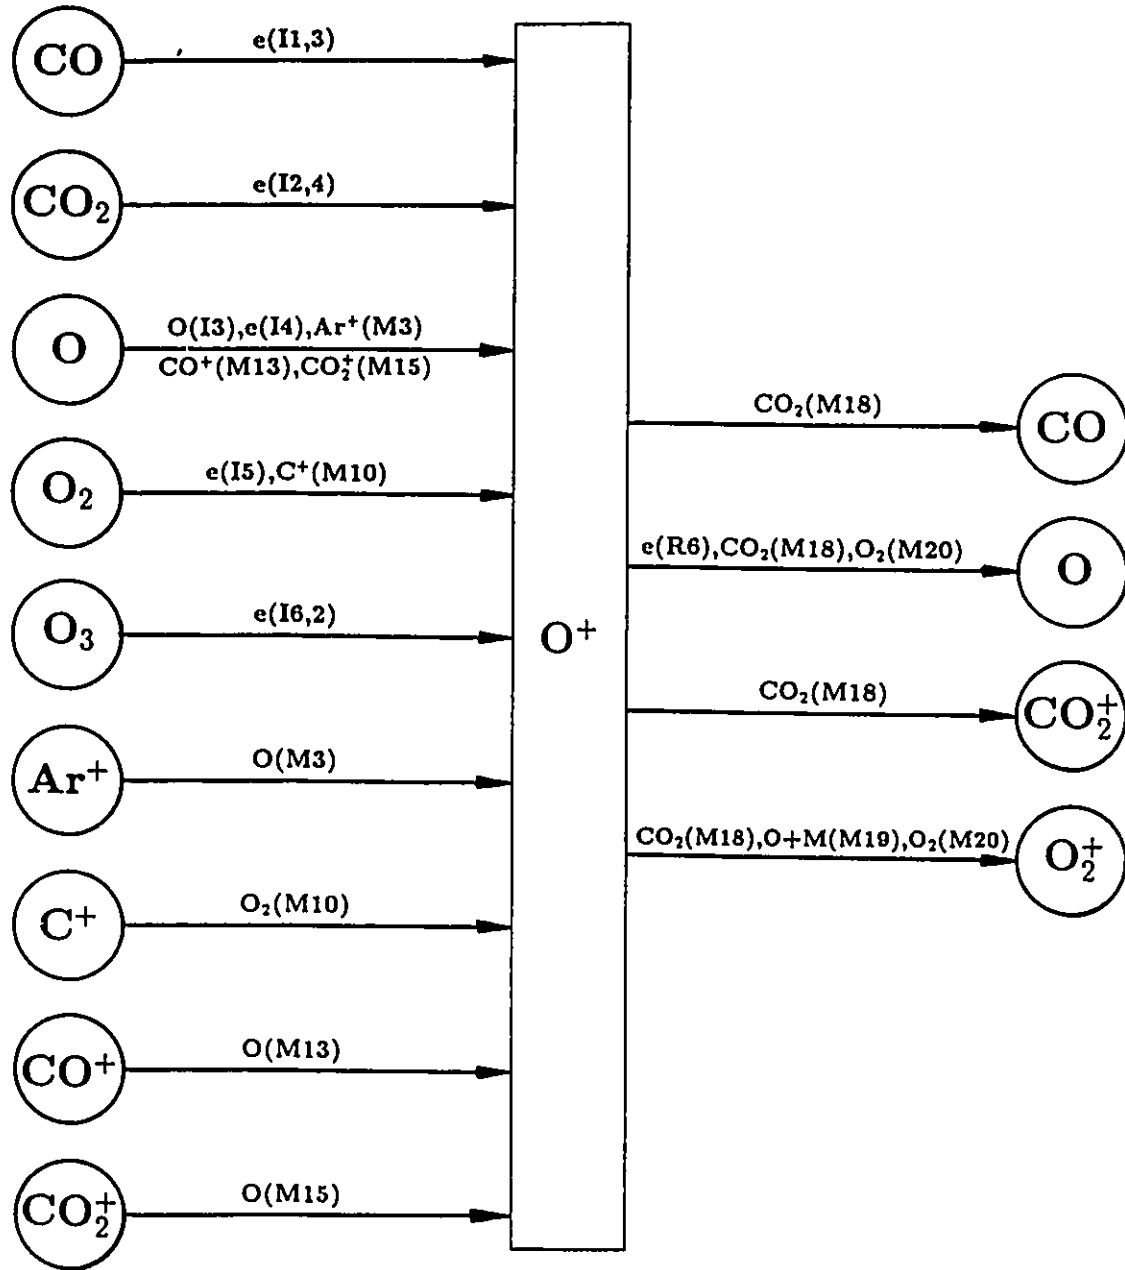 CO
e(I1,3)
CO₂
e(I2,4)
O
O(I3),e(I4),Ar⁺(M3)
CO⁺(M13),CO₂⁺(M15)
O₂
e(I5),C⁺(M10)
O₃
e(I6,2)
Ar⁺
O(M3)
C⁺
O₂(M10)
CO⁺
O(M13)
CO₂⁺
O(M15)
O⁺
CO₂(M18)
CO
e(R6),CO₂(M18),O₂(M20)
O
CO₂(M18)
CO₂⁺
CO₂(M18),O+M(M19),O₂(M20)
O₂⁺